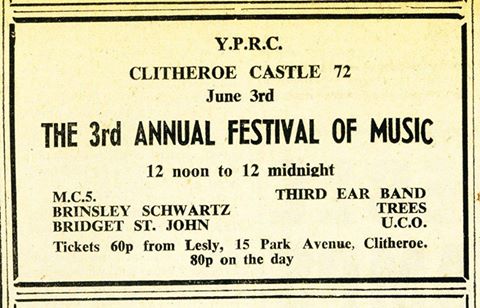 Y.P.R.C.
CLITHEROE CASTLE 72
June 3rd
THE 3rd ANNUAL FESTIVAL OF MUSIC
12 noon to 12 midnight
M.C.5. THIRD EAR BAND
BRINSLEY SCHWARTZ TREES
BRIDGET ST. JOHN U.C.O.
Tickets 60p from Lesly, 15 Park Avenue, Clitheroe.
80p on the day